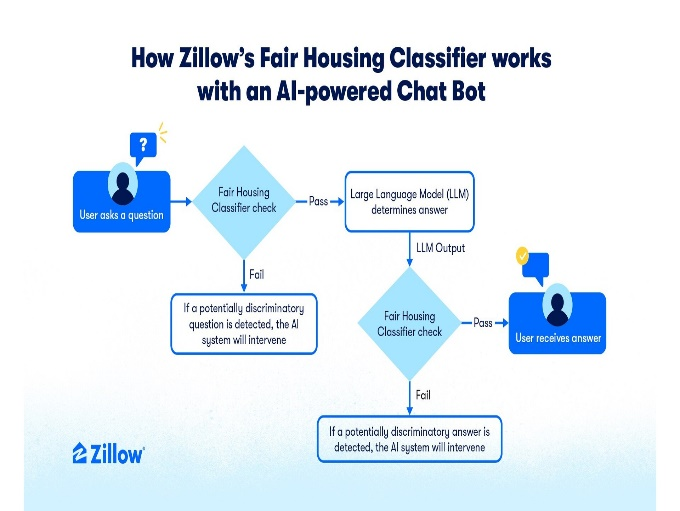 How Zillow's Fair Housing Classifier works
with an AI-powered Chat Bot
?
User asks a question
Fair Housing
Classifier check
Pass
Large Language Model (LLM)
determines answer
LLM Output
Fail
If a potentially discriminatory
question is detected, the AI
system will intervene
Fair Housing
Classifier check
Pass
User receives answer
Fail
If a potentially discriminatory answer is
detected, the AI system will intervene
Zillow®